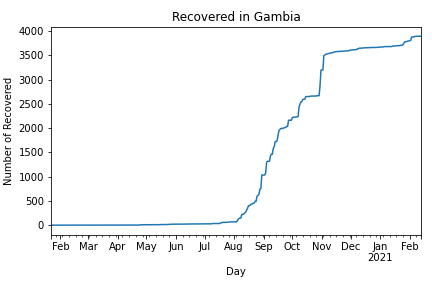 Recovered in Gambia
Number of Recovered
4000
3500
3000
2500
2000
1500
1000
500
0
Feb Mar Apr May Jun Jul Aug Sep Oct Nov Dec Jan Feb
2021
Day